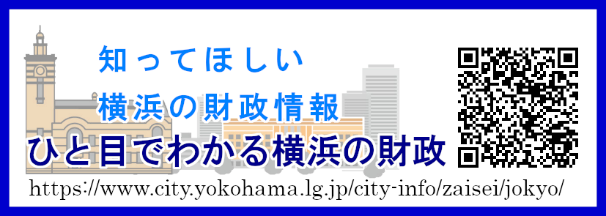 知ってほしい
横浜の財政情報
ひと目でわかる横浜の財政
https://www.city.yokohama.lg.jp/city-info/zaisei/jokyo/